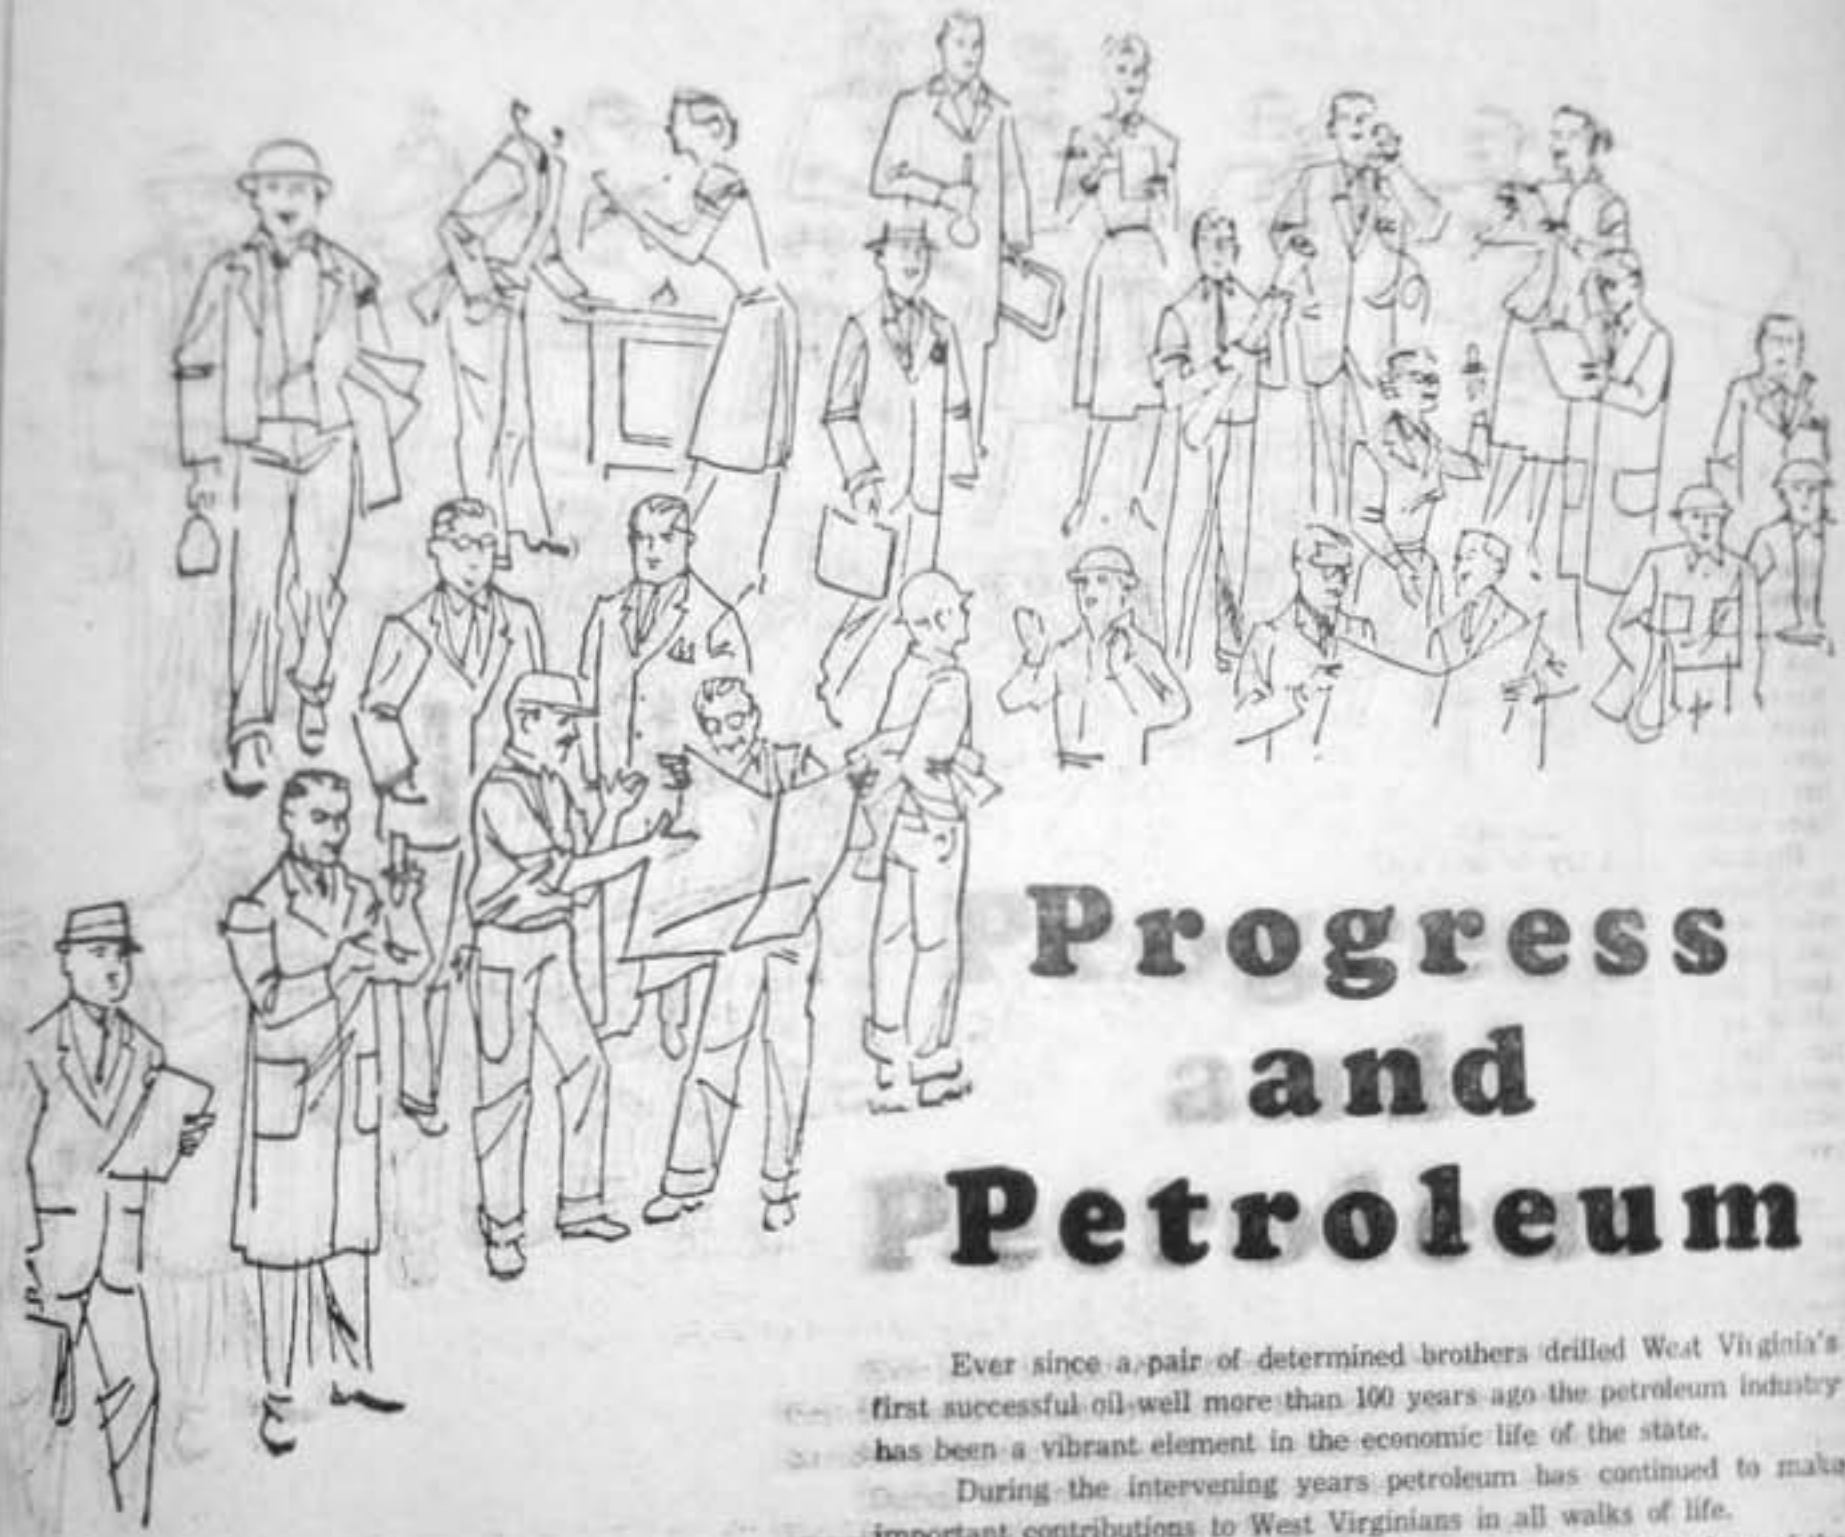 Progress
and
Petroleum
Ever since a pair of determined brothers drilled West Virginia's
first successful oil well more than 100 years ago the petroleum industry
has been a vibrant element in the economic life of the state.
During the intervening years petroleum has continued to make
important contributions to West Virginians in all walks of life.